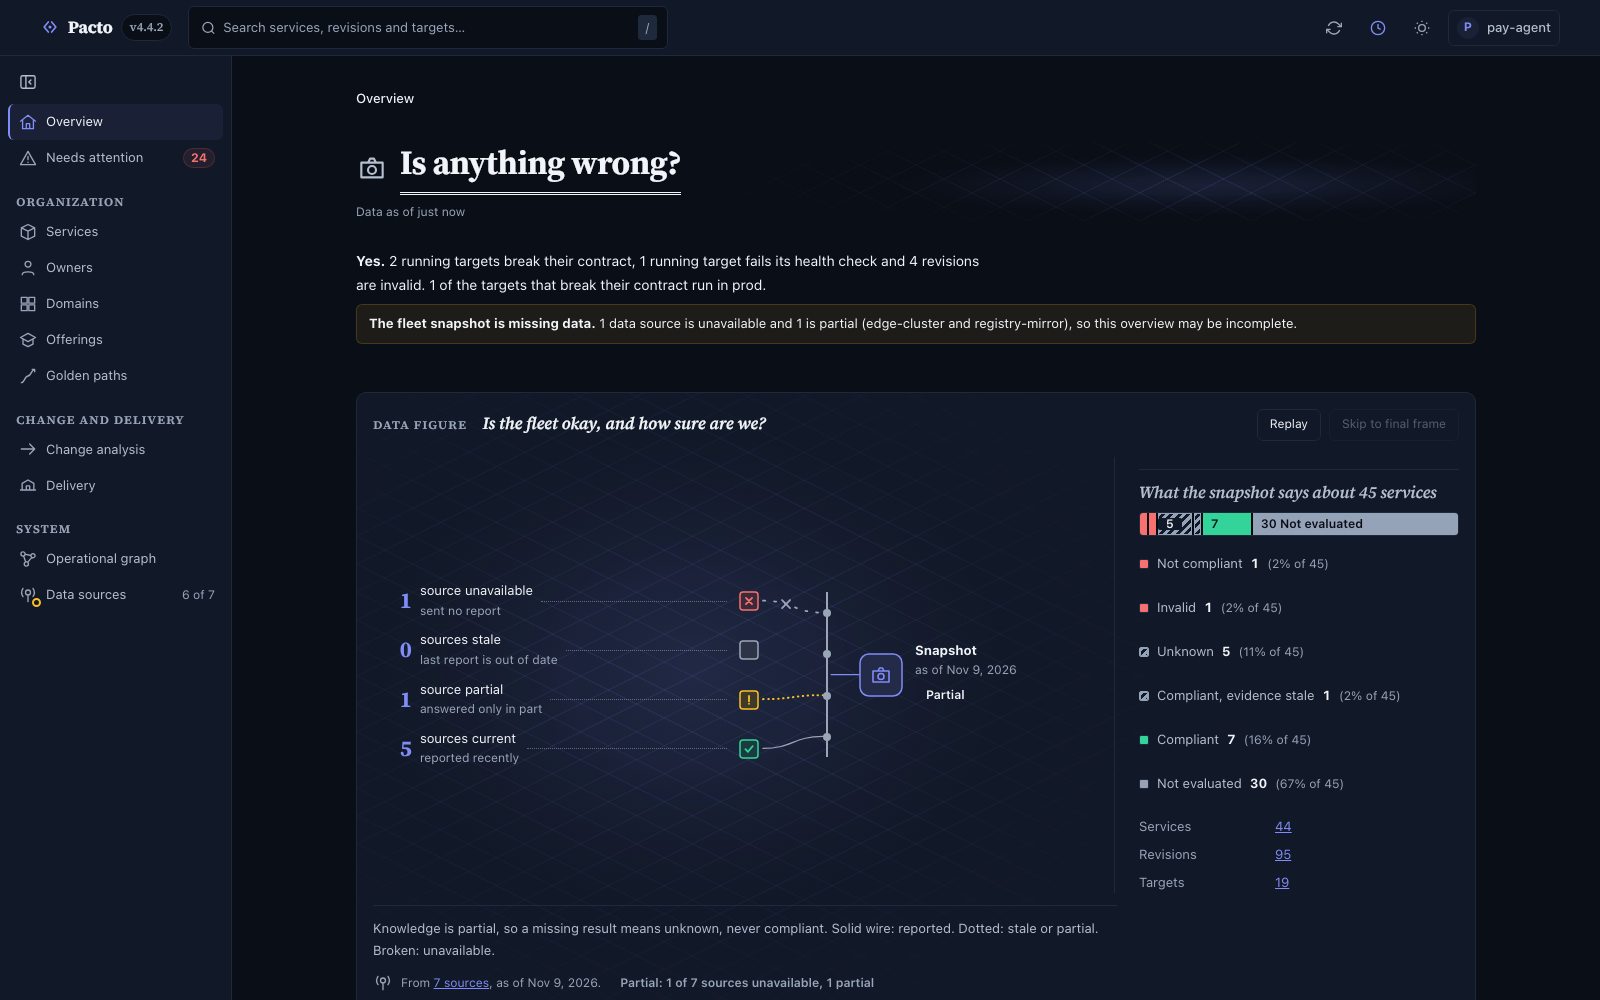 Pacto v4.4.2
Search services, revisions and targets...
/
P pay-agent
Overview
Needs attention 24
ORGANIZATION
Services
Owners
Domains
Offerings
Golden paths
CHANGE AND DELIVERY
Change analysis
Delivery
SYSTEM
Operational graph
Data sources 6 of 7
Overview
Is anything wrong?
Data as of just now
Yes. 2 running targets break their contract, 1 running target fails its health check and 4 revisions
are invalid. 1 of the targets that break their contract run in prod.
The fleet snapshot is missing data. 1 data source is unavailable and 1 is partial (edge-cluster and registry-mirror), so this overview may be incomplete.
DATA FIGURE Is the fleet okay, and how sure are we?
Replay
Skip to final frame
1 source unavailable
sent no report
0 sources stale
last report is out of date
1 source partial
answered only in part
5 sources current
reported recently
Snapshot
as of Nov 9, 2026
Partial
What the snapshot says about 45 services
5 7 30 Not evaluated
Not compliant 1 (2% of 45)
Invalid 1 (2% of 45)
Unknown 5 (11% of 45)
Compliant, evidence stale 1 (2% of 45)
Compliant 7 (16% of 45)
Not evaluated 30 (67% of 45)
Services 44
Revisions 95
Targets 19
Knowledge is partial, so a missing result means unknown, never compliant. Solid wire: reported. Dotted: stale or partial.
Broken: unavailable.
From 7 sources, as of Nov 9, 2026. Partial: 1 of 7 sources unavailable, 1 partial